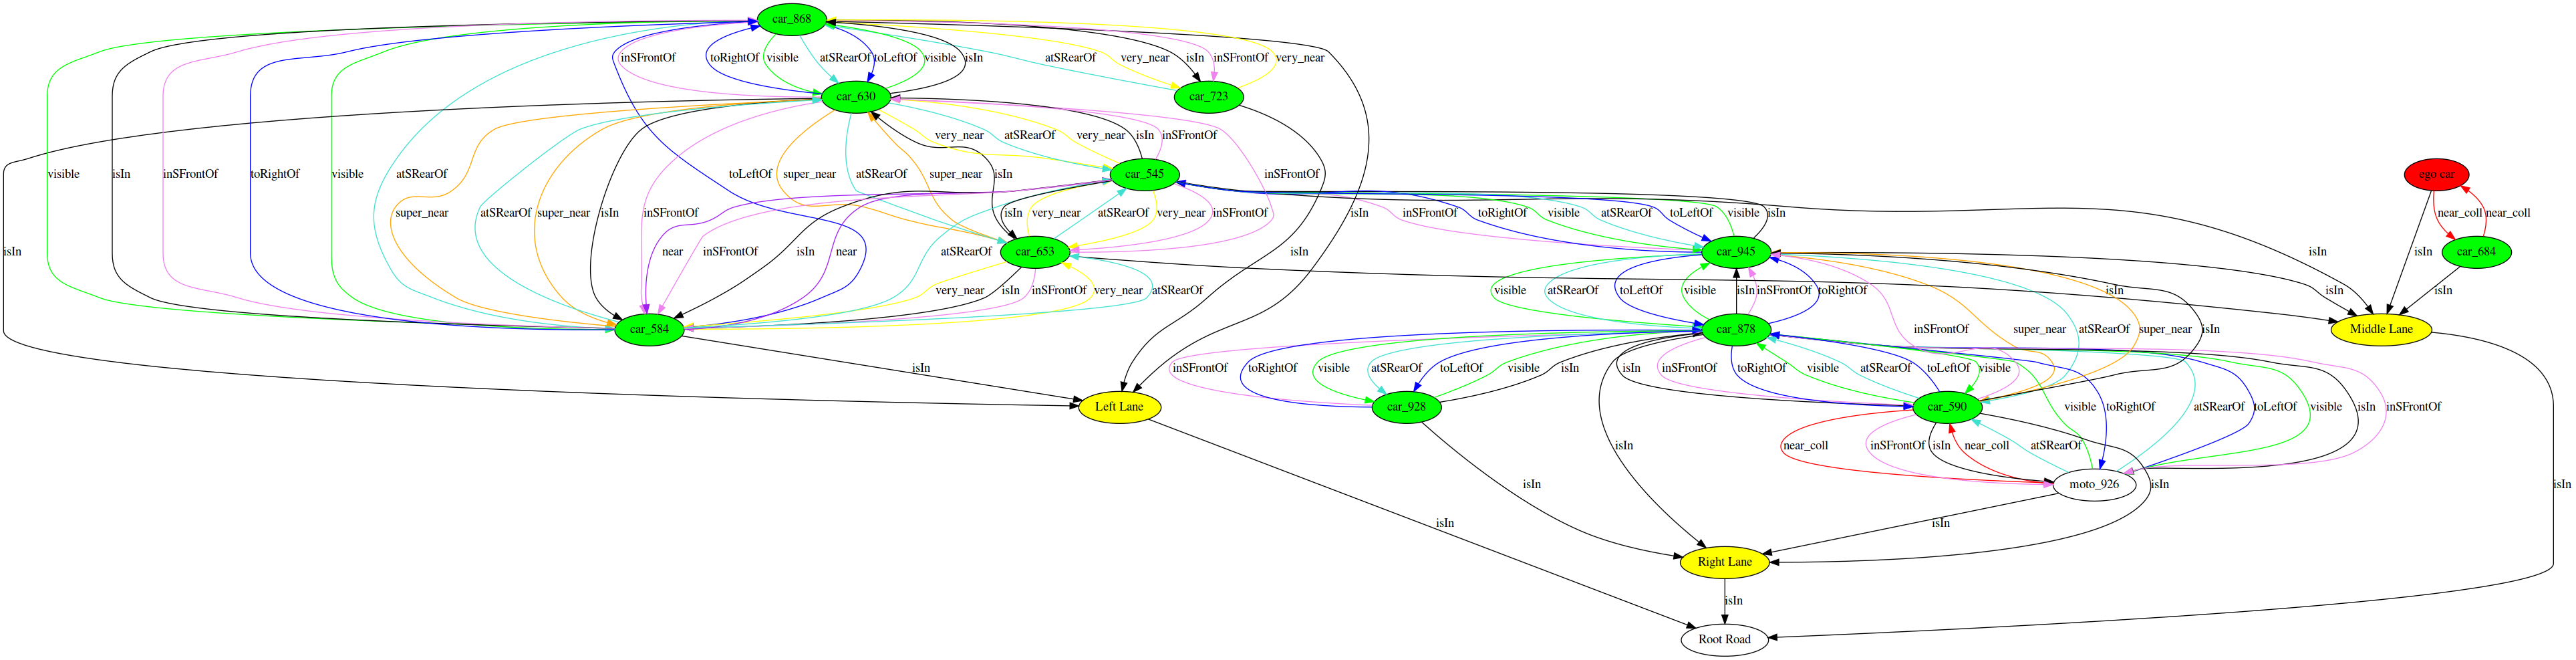 car_868
inSFrontOf toRightOf visible atSRearOf toLeftOf visible isIn atSRearOf very_near isIn inSFrontOf very_near
car_630 car_723
very_near atSRearOf very_near isIn inSFrontOf
visible isIn inSFrontOf toRightOf visible atSRearOf toLeftOf super_near atSRearOf super_near isIn inSFrontOf car_545 ego car
super_near atSRearOf super_near isIn inSFrontOf near inSFrontOf isIn near isIn very_near atSRearOf very_near inSFrontOf isIn inSFrontOf toRightOf visible atSRearOf toLeftOf visible isIn near_coll near_coll
isIn atSRearOf car_653 isIn car_945 isIn isIn car_684
very_near isIn inSFrontOf very_near atSRearOf visible atSRearOf toLeftOf visible isIn inSFrontOf toRightOf isIn isIn isIn
car_584 car_878 inSFrontOf super_near atSRearOf super_near isIn Middle Lane
isIn inSFrontOf toRightOf visible atSRearOf toLeftOf visible isIn isIn inSFrontOf toRightOf visible atSRearOf toLeftOf visible
Left Lane car_928 car_590 visible toRightOf atSRearOf toLeftOf visible isIn inSFrontOf
isIn near_coll inSFrontOf isIn near_coll atSRearOf
isIn moto_926 isIn isIn
isIn isIn
Right Lane
isIn
Root Road